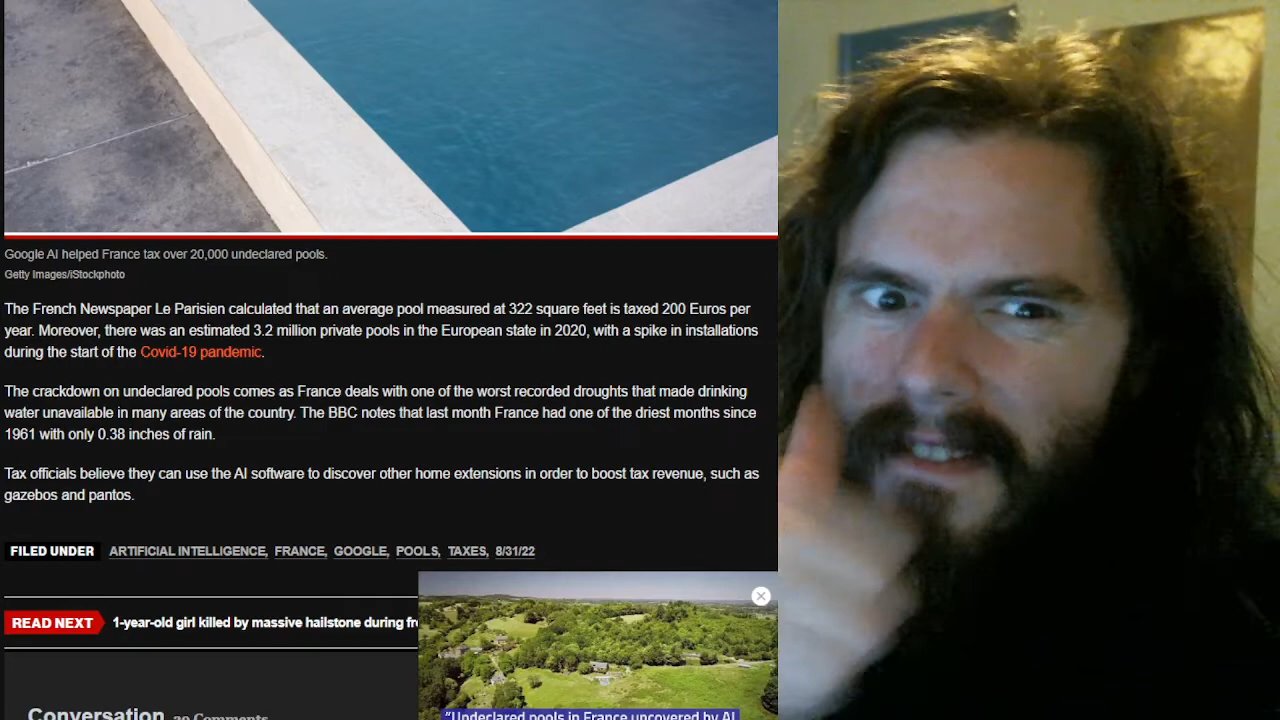 Google AI helped France tax over 20,000 undeclared pools.
Getty Images/iStockphoto
The French Newspaper Le Parisien calculated that an average pool measured at 322 square feet is taxed 200 Euros per
year. Moreover, there was an estimated 3.2 million private pools in the European state in 2020, with a spike in installations
during the start of the Covid-19 pandemic.
The crackdown on undeclared pools comes as France deals with one of the worst recorded droughts that made drinking
water unavailable in many areas of the country. The BBC notes that last month France had one of the driest months since
1961 with only 0.38 inches of rain.
Tax officials believe they can use the AI software to discover other home extensions in order to boost tax revenue, such as
gazebos and pantos.
FILED UNDER ARTIFICIAL INTELLIGENCE, FRANCE, GOOGLE, POOLS, TAXES, 8/31/22
READ NEXT 1-year-old girl killed by massive hailstone during
Conversation 39 Comments
"Undeclared pools in France uncovered by AI